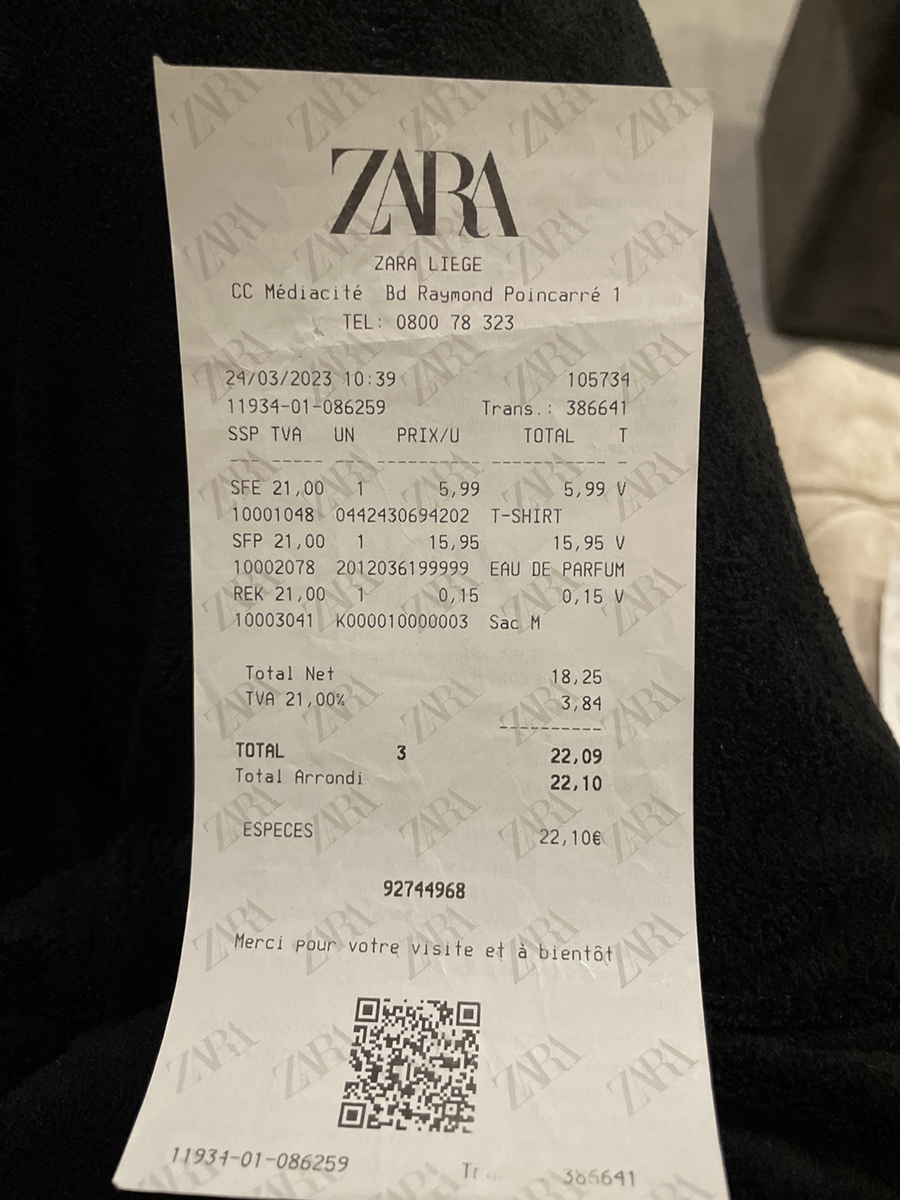 ZARA
ZARA LIEGE
CC Médiacité Bd Raymond Poincarré 1
TEL: 0800 78 323
24/03/2023 10:39 105734
11934-01-086259 Trans.: 386641
SSP TVA UN PRIX/U TOTAL T
SFE 21,00 1 5,99 5,99 V
10001048 0442430694202 T-SHIRT
SFP 21,00 1 15,95 15,95 V
10002078 2012036199999 EAU DE PARFUM
REK 21,00 1 0,15 0,15 V
10003041 K000010000003 Sac M
Total Net 18,25
TVA 21,00% 3,84
TOTAL 3 22,09
Total Arrondi 22,10
ESPECES 22,10€
92744968
Merci pour votre visite et à bientôt
11934-01-086259 386641